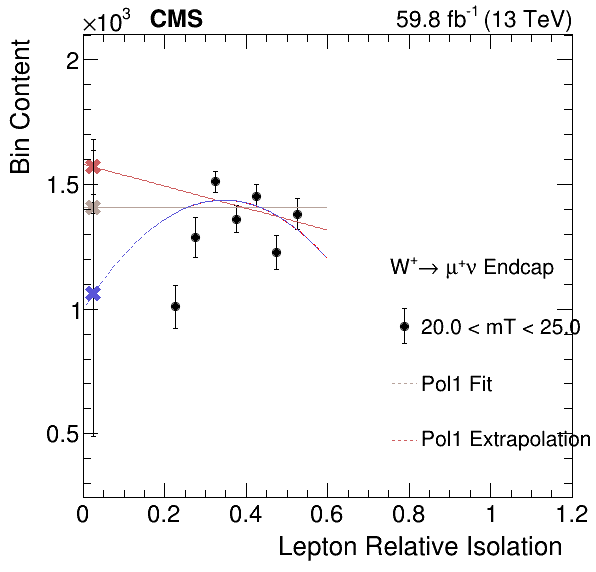 ×10³
CMS
59.8 fb⁻¹ (13 TeV)
Bin Content
2
1.5
1
0.5
W⁺→ μ⁺ν Endcap
20.0 < mT < 25.0
Pol1 Fit
Pol1 Extrapolation
0 0.2 0.4 0.6 0.8 1 1.2
Lepton Relative Isolation